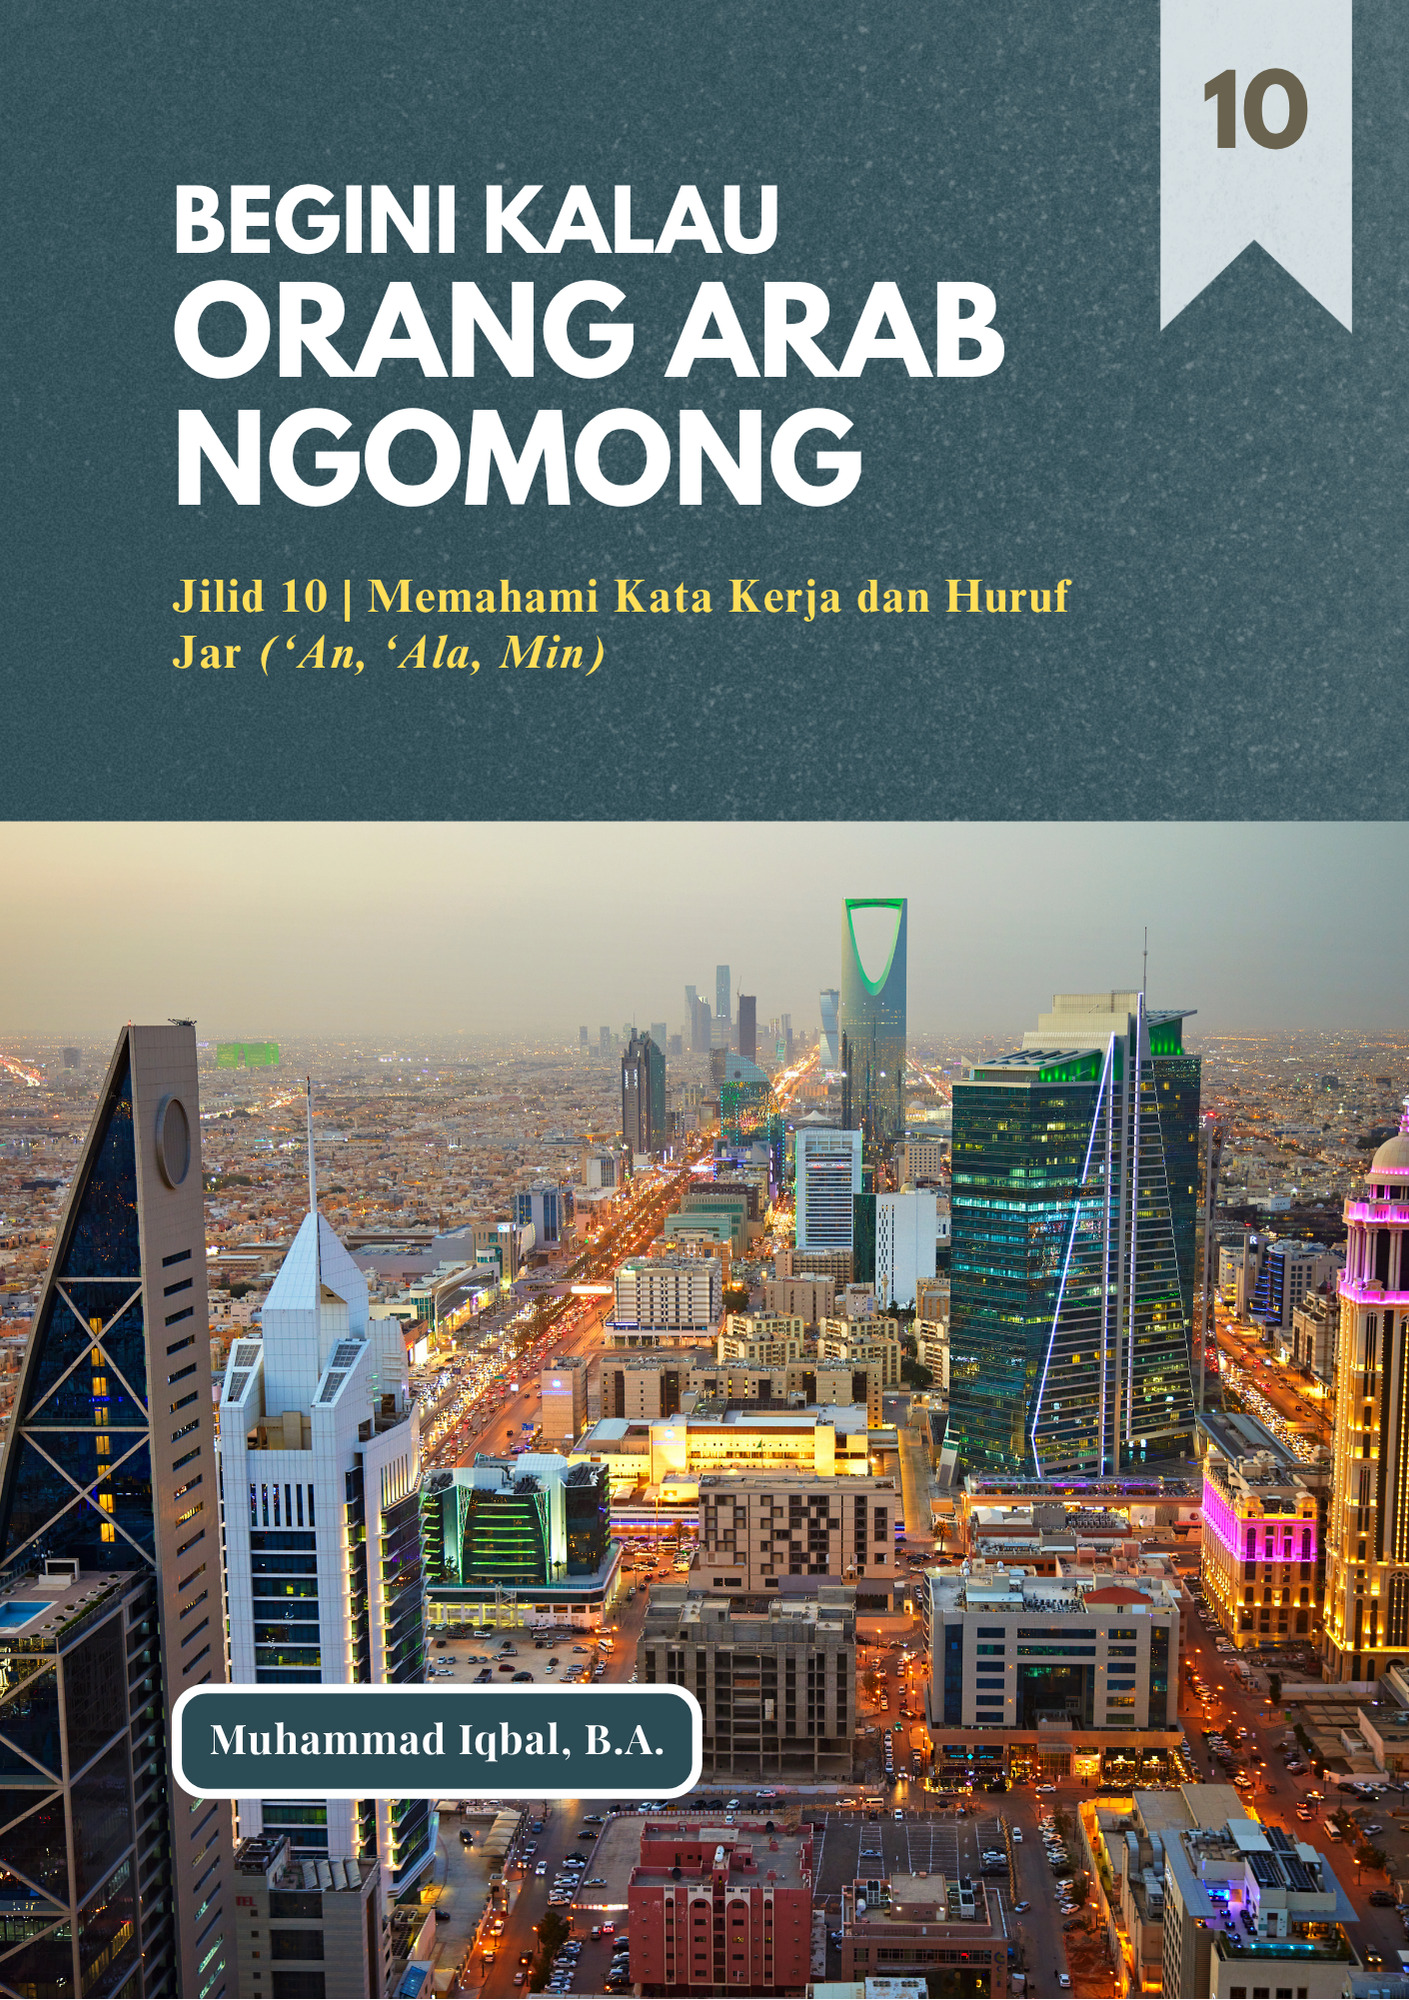 10
BEGINI KALAU
ORANG ARAB
NGOMONG
Jilid 10 | Memahami Kata Kerja dan Huruf
Jar (‘An, ‘Ala, Min)
Muhammad Iqbal, B.A.